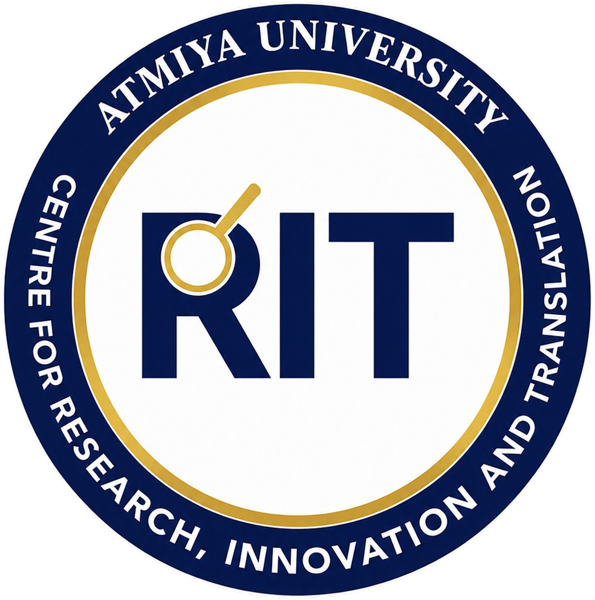 ATMIYA UNIVERSITY
RIT
CENTRE FOR RESEARCH, INNOVATION AND TRANSLATION